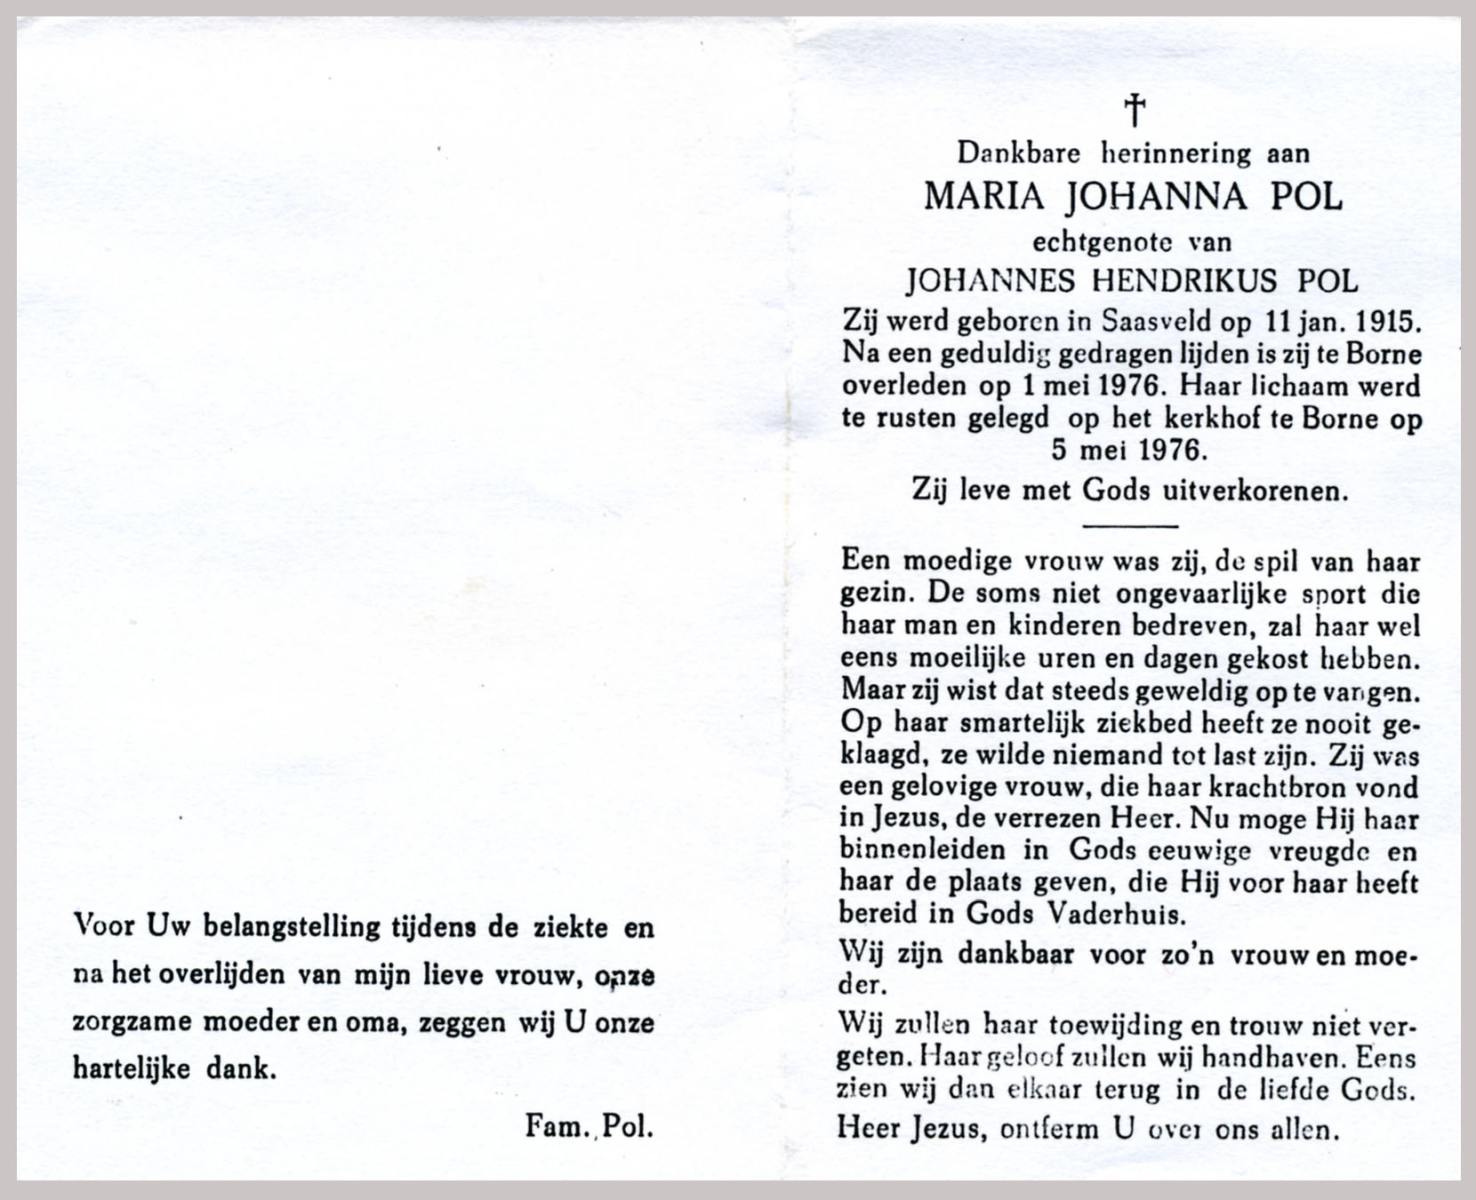 Voor Uw belangstelling tijdens de ziekte en
na het overlijden van mijn lieve vrouw, onze
zorgzame moeder en oma, zeggen wij U onze
hartelijke dank.
Fam. Pol.
†
Dankbare herinnering aan
MARIA JOHANNA POL
echtgenote van
JOHANNES HENDRIKUS POL
Zij werd geboren in Saasveld op 11 jan. 1915.
Na een geduldig gedragen lijden is zij te Borne
overleden op 1 mei 1976. Haar lichaam werd
te rusten gelegd op het kerkhof te Borne op
5 mei 1976.
Zij leve met Gods uitverkorenen.
Een moedige vrouw was zij, de spil van haar
gezin. De soms niet ongevaarlijke sport die
haar man en kinderen bedreven, zal haar wel
eens moeilijke uren en dagen gekost hebben.
Maar zij wist dat steeds geweldig op te vangen.
Op haar smartelijk ziekbed heeft ze nooit ge-
klaagd, ze wilde niemand tot last zijn. Zij was
een gelovige vrouw, die haar krachtbron vond
in Jezus, de verrezen Heer. Nu moge Hij haar
binnenleiden in Gods eeuwige vreugde en
haar de plaats geven, die Hij voor haar heeft
bereid in Gods Vaderhuis.
Wij zijn dankbaar voor zo'n vrouw en moe-
der.
Wij zullen haar toewijding en trouw niet ver-
geten. Haar geloof zullen wij handhaven. Eens
zien wij dan elkaar terug in de liefde Gods.
Heer Jezus, ontferm U over ons allen.